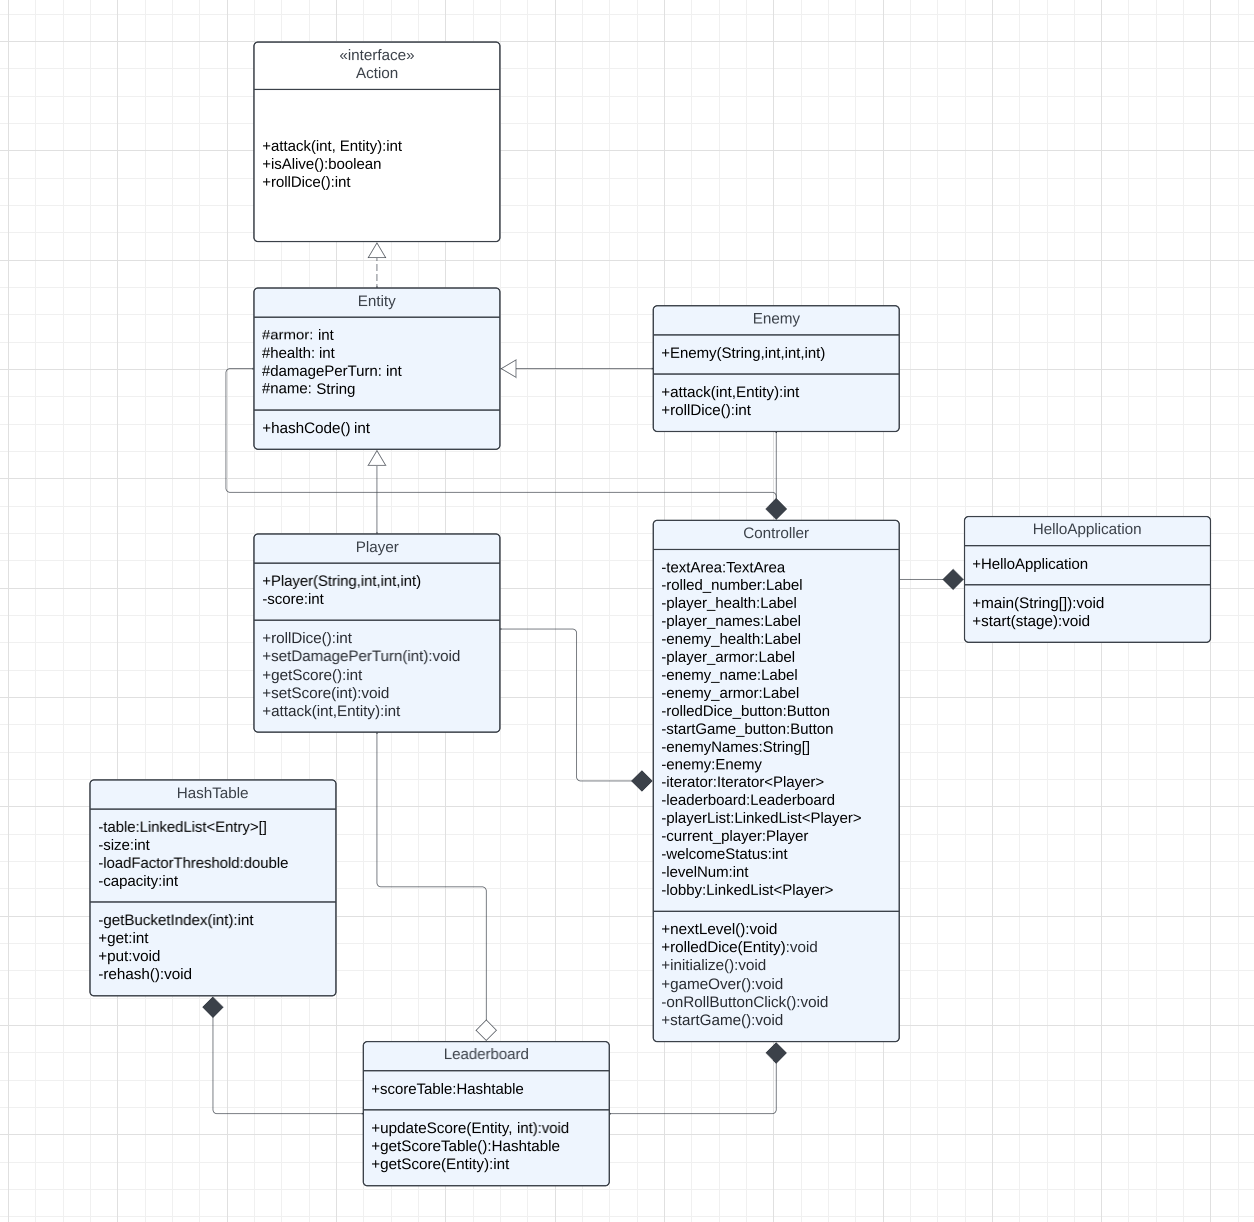 «interface»
Action
+attack(int, Entity):int
+isAlive():boolean
+rollDice():int
Entity
#armor: int
#health: int
#damagePerTurn: int
#name: String
+hashCode() int
Enemy
+Enemy(String,int,int,int)
+attack(int,Entity):int
+rollDice():int
Player
+Player(String,int,int,int)
-score:int
+rollDice():int
+setDamagePerTurn(int):void
+getScore():int
+setScore(int):void
+attack(int,Entity):int
Controller
-textArea:TextArea
-rolled_number:Label
-player_health:Label
-player_names:Label
-enemy_health:Label
-player_armor:Label
-enemy_name:Label
-enemy_armor:Label
-rolledDice_button:Button
-startGame_button:Button
-enemyNames:String[]
-enemy:Enemy
-iterator:Iterator<Player>
-leaderboard:Leaderboard
-playerList:LinkedList<Player>
-current_player:Player
-welcomeStatus:int
-levelNum:int
-lobby:LinkedList<Player>
+nextLevel():void
+rolledDice(Entity):void
+initialize():void
+gameOver():void
-onRollButtonClick():void
+startGame():void
HelloApplication
+HelloApplication
+main(String[]):void
+start(stage):void
HashTable
-table:LinkedList<Entry>[]
-size:int
-loadFactorThreshold:double
-capacity:int
-getBucketIndex(int):int
+get:int
+put:void
-rehash():void
Leaderboard
+scoreTable:Hashtable
+updateScore(Entity, int):void
+getScoreTable():Hashtable
+getScore(Entity):int